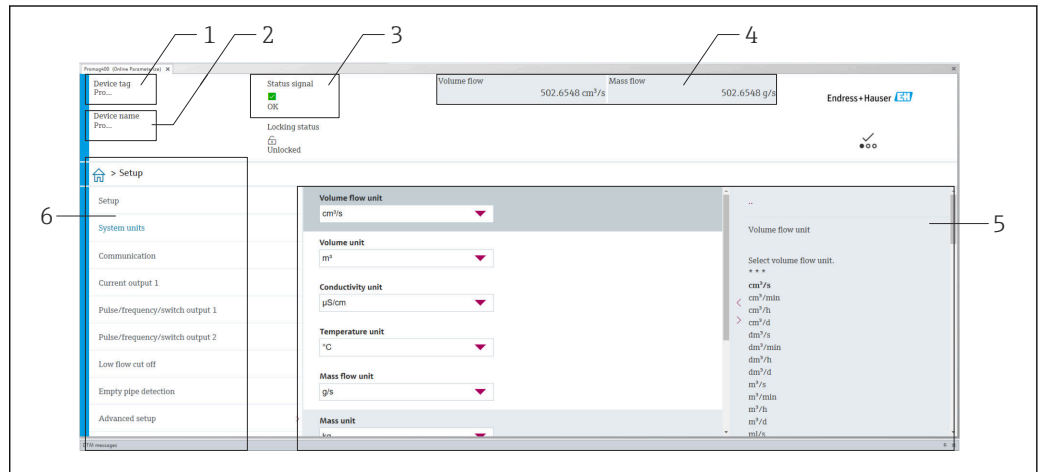 1 2 3 4
Promag400 (Online Parameterize) X
Device tag
Pro...
Status signal
OK
Volume flow
502.6548 cm³/s
Mass flow
502.6548 g/s
Endress+Hauser EH
Device name
Pro...
Locking status
Unlocked
> Setup
6
5
Setup
System units
Communication
Current output 1
Pulse/frequency/switch output 1
Pulse/frequency/switch output 2
Low flow cut off
Empty pipe detection
Advanced setup
Volume flow unit
cm³/s
Volume unit
m³
Conductivity unit
µS/cm
Temperature unit
°C
Mass flow unit
g/s
Mass unit
kg
..
Volume flow unit
Select volume flow unit.
* * *
cm³/s
cm³/min
cm³/h
cm³/d
dm³/s
dm³/min
dm³/h
dm³/d
m³/s
m³/min
m³/h
m³/d
ml/s
DTM messages